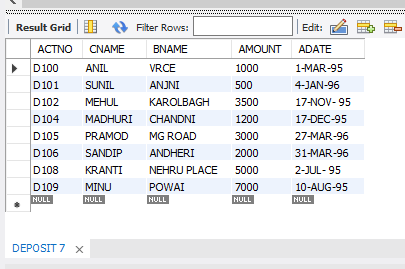 Result Grid Filter Rows: Edit:
ACTNO CNAME BNAME AMOUNT ADATE
D100 ANIL VRCE 1000 1-MAR-95
D101 SUNIL ANJNI 500 4-JAN-96
D102 MEHUL KAROLBAGH 3500 17-NOV- 95
D104 MADHURI CHANDNI 1200 17-DEC-95
D105 PRAMOD MG ROAD 3000 27-MAR-96
D106 SANDIP ANDHERI 2000 31-MAR-96
D108 KRANTI NEHRU PLACE 5000 2-JUL- 95
D109 MINU POWAI 7000 10-AUG-95
NULL NULL NULL NULL NULL
DEPOSIT 7